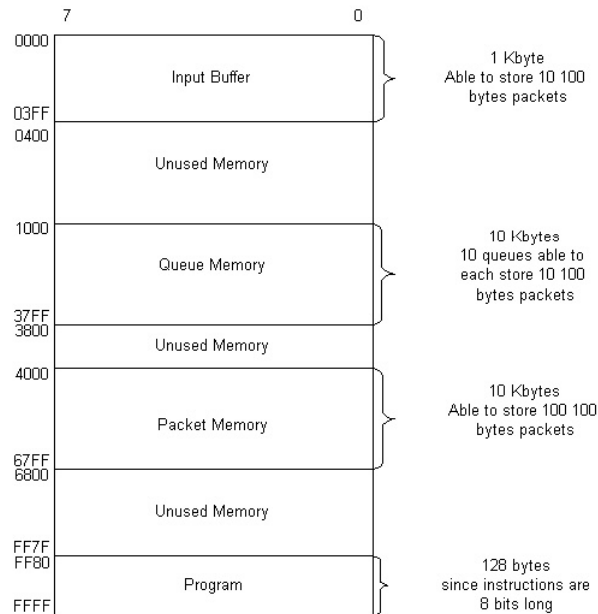 7 0
0000
Input Buffer
1 Kbyte
Able to store 10 100
bytes packets
03FF
0400
Unused Memory
1000
Queue Memory
10 Kbytes
10 queues able to
each store 10 100
bytes packets
37FF
3800
Unused Memory
4000
Packet Memory
10 Kbytes
Able to store 100 100
bytes packets
67FF
6800
Unused Memory
FF7F
FF80
Program
128 bytes
since instructions are
8 bits long
FFFF